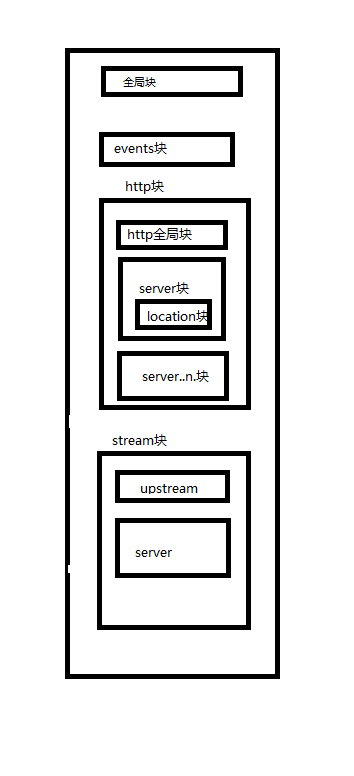 全局块
events块
http块
http全局块
server块
location块
server..n.块
stream块
upstream
server